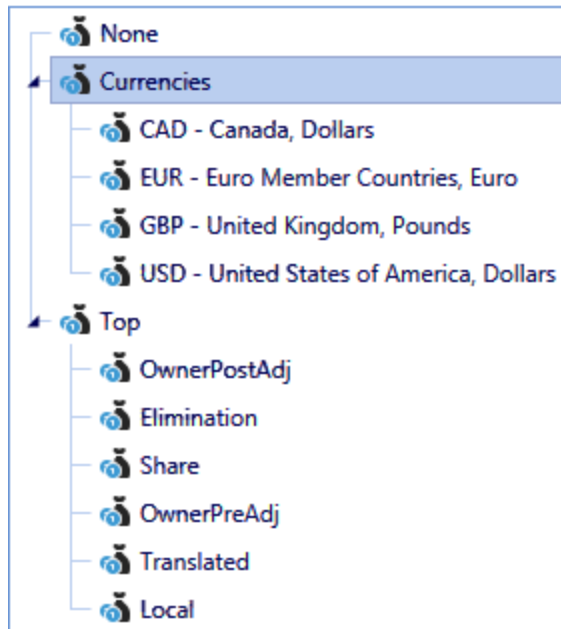 None
Currencies
CAD - Canada, Dollars
EUR - Euro Member Countries, Euro
GBP - United Kingdom, Pounds
USD - United States of America, Dollars
Top
OwnerPostAdj
Elimination
Share
OwnerPreAdj
Translated
Local